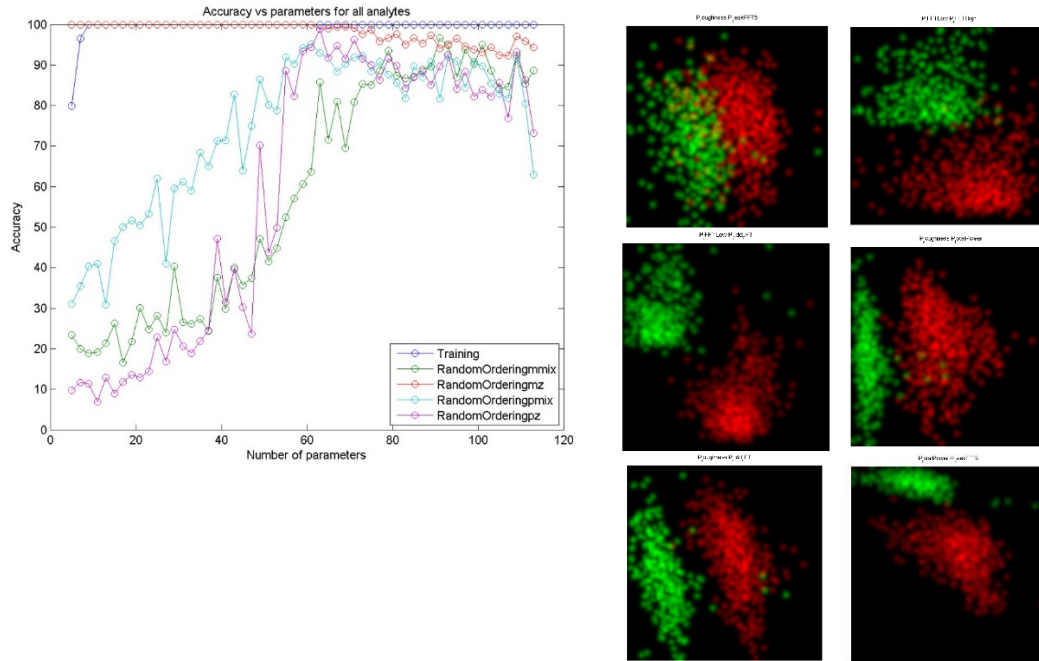 Accuracy vs parameters for all analytes
100
90
80
70
60
50
40
30
20
10
0
Accuracy
0
20
40
60
80
100
120
Number of parameters
Training
RandomOrderingmmix
RandomOrderingmz
RandomOrderingpmix
RandomOrderingpz